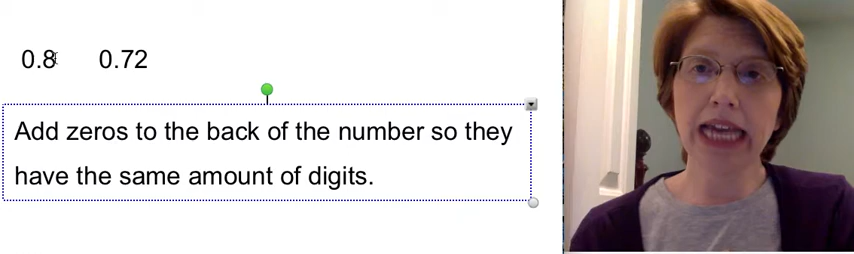 0.8 0.72
Add zeros to the back of the number so they
have the same amount of digits.